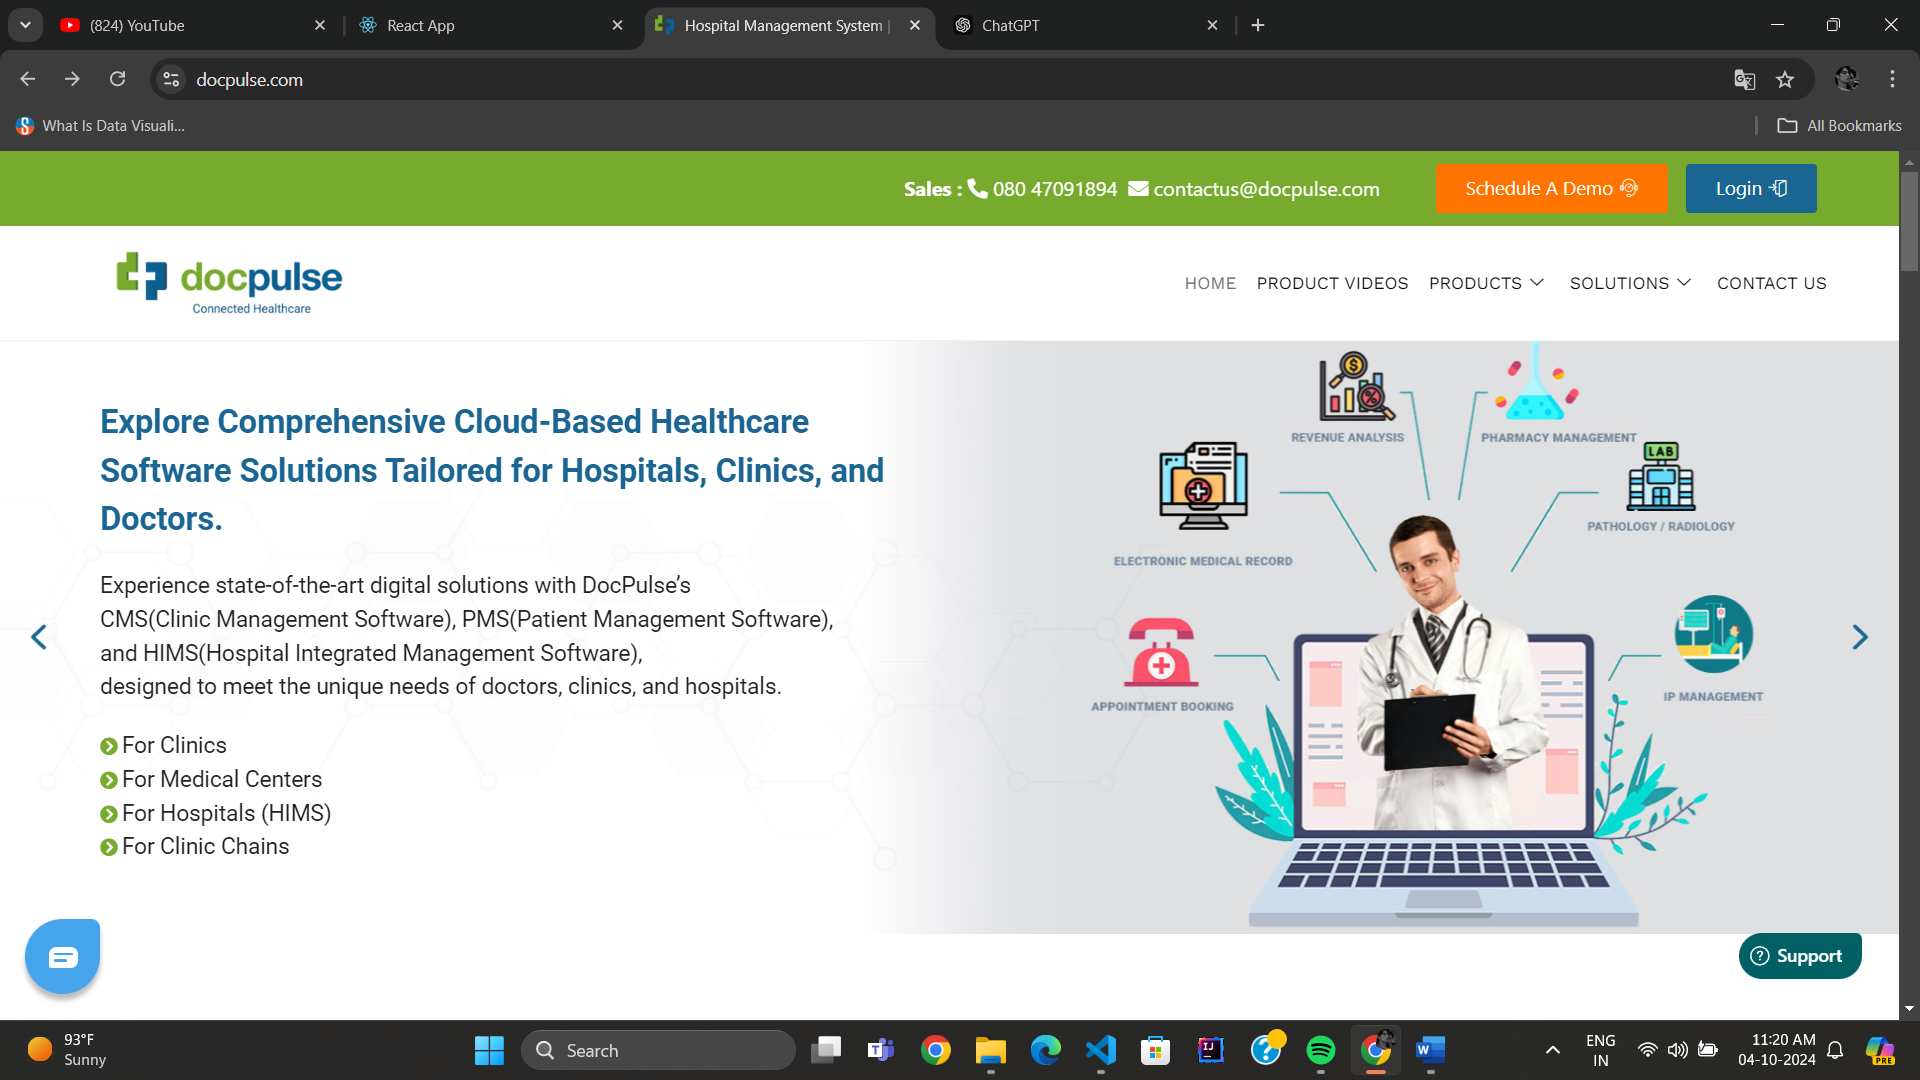 (824) YouTube
React App
Hospital Management System |
ChatGPT
docpulse.com
What Is Data Visuali...
All Bookmarks
Sales : 080 47091894 contactus@docpulse.com
Schedule A Demo
Login
docpulse
Connected Healthcare
HOME
PRODUCT VIDEOS
PRODUCTS
SOLUTIONS
CONTACT US
Explore Comprehensive Cloud-Based Healthcare
Software Solutions Tailored for Hospitals, Clinics, and
Doctors.
Experience state-of-the-art digital solutions with DocPulse’s
CMS(Clinic Management Software), PMS(Patient Management Software),
and HIMS(Hospital Integrated Management Software),
designed to meet the unique needs of doctors, clinics, and hospitals.
For Clinics
For Medical Centers
For Hospitals (HIMS)
For Clinic Chains
REVENUE ANALYSIS
PHARMACY MANAGEMENT
LAB
PATHOLOGY / RADIOLOGY
ELECTRONIC MEDICAL RECORD
APPOINTMENT BOOKING
IP MANAGEMENT
Support
93°F
Sunny
Search
ENG
IN
11:20 AM
04-10-2024
PRE